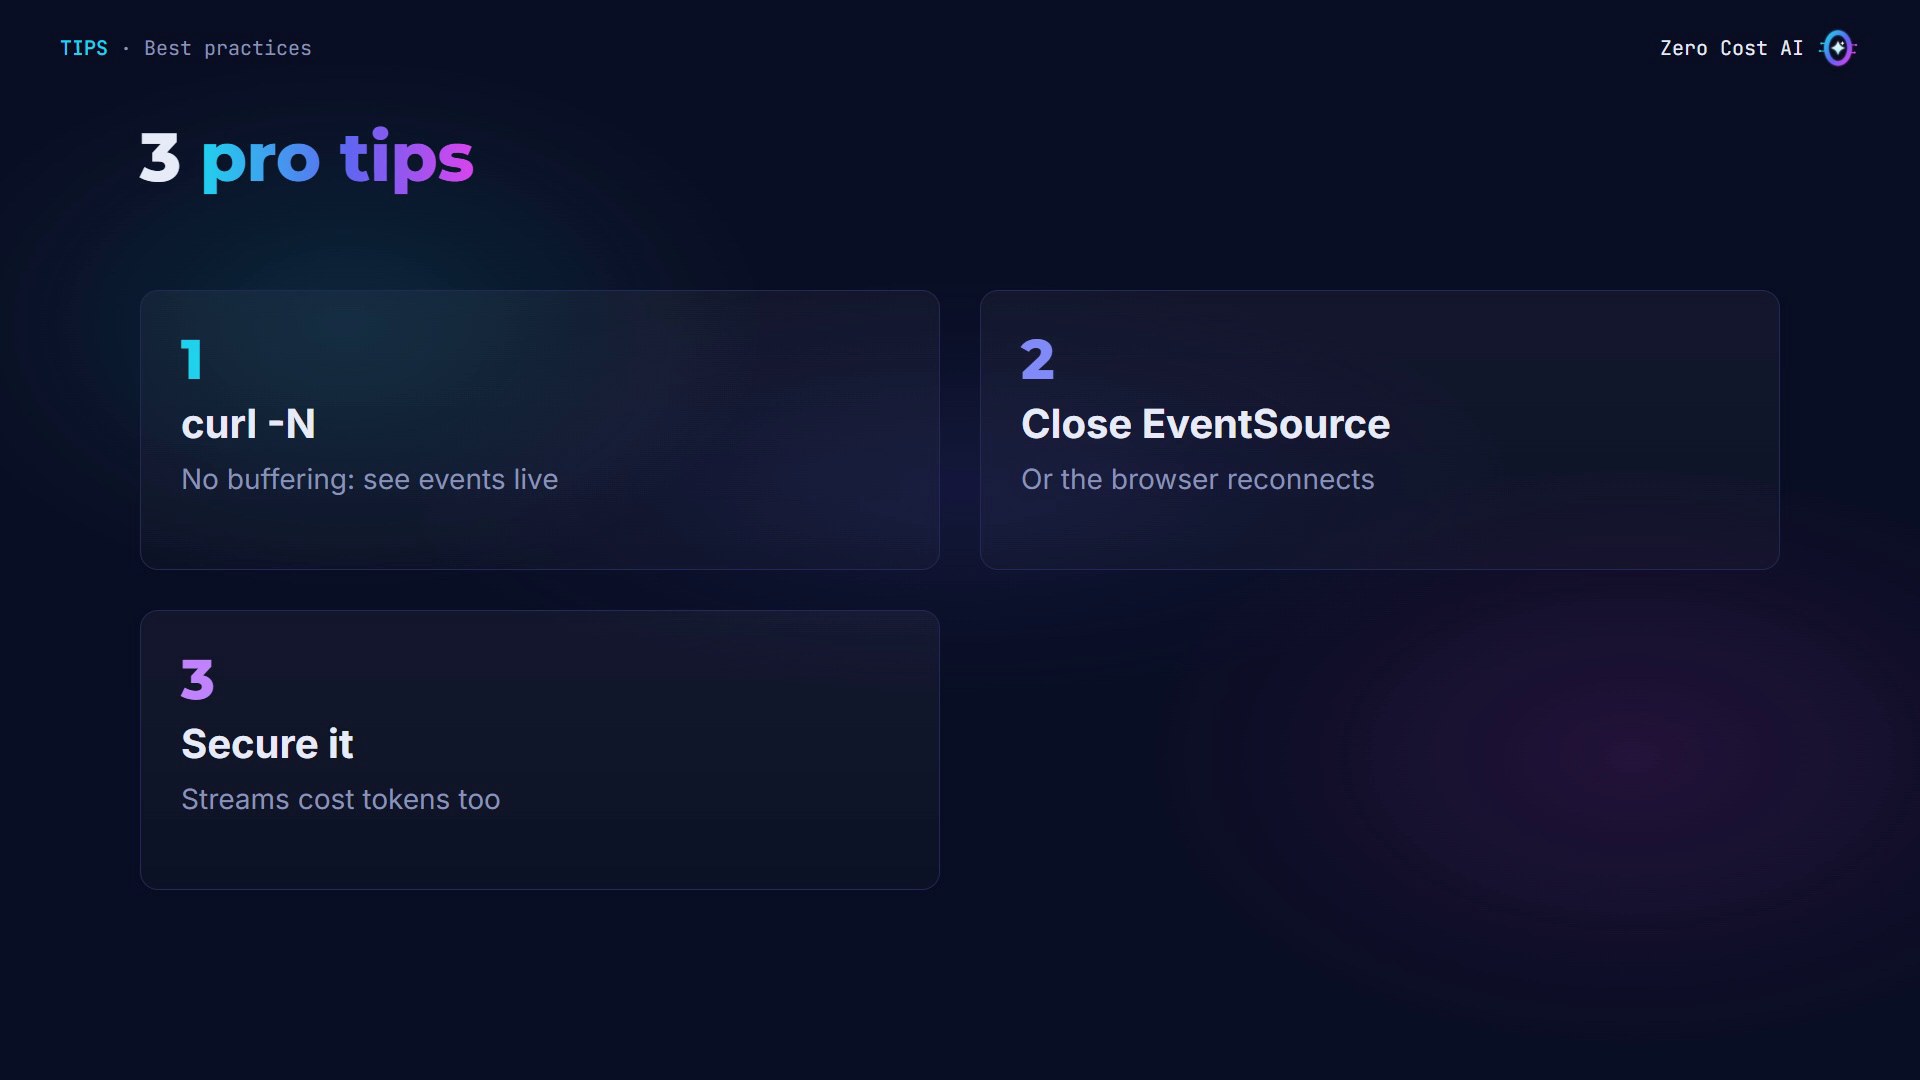 TIPS · Best practices
Zero Cost AI
3 pro tips
1
curl -N
No buffering: see events live
2
Close EventSource
Or the browser reconnects
3
Secure it
Streams cost tokens too